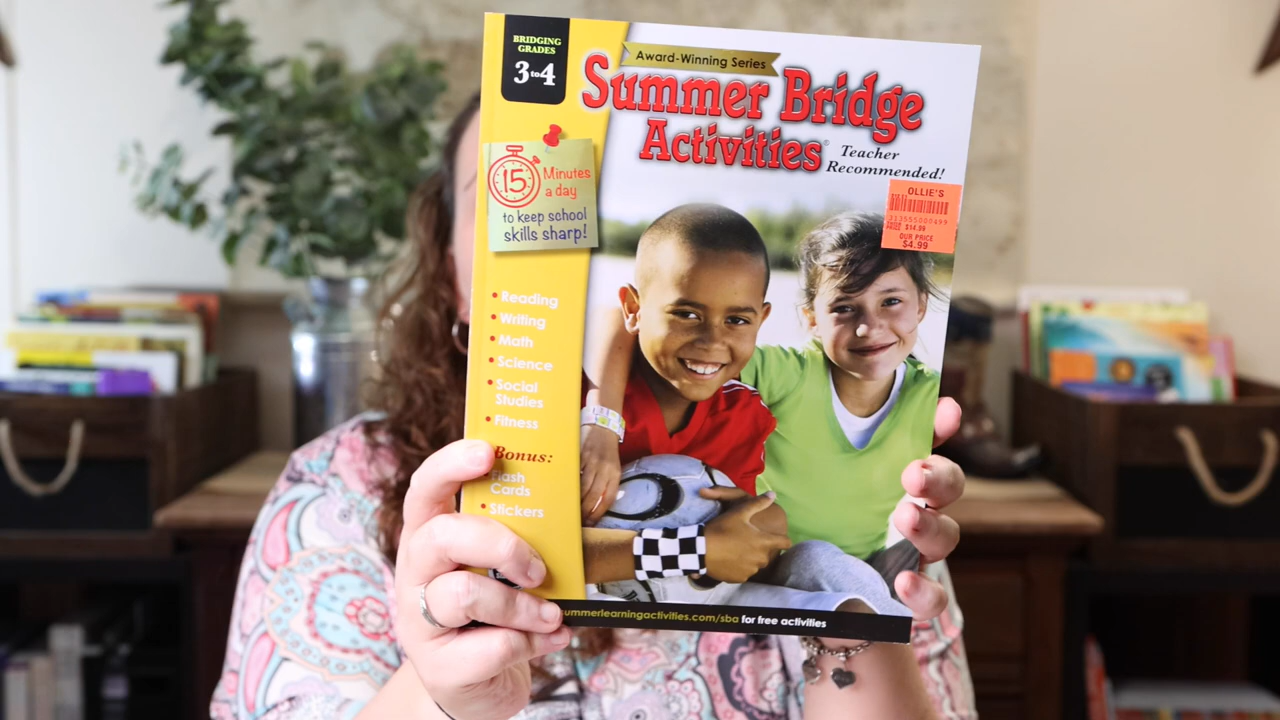 BRIDGING
GRADES
3 to 4
Award-Winning Series
Summer Bridge
Activities®
Teacher
Recommended!
15
Minutes
a day
to keep school
skills sharp!
OLLIE'S
$14.99
OUR PRICE
$4.99
• Reading
• Writing
• Math
• Science
• Social
Studies
• Fitness
Bonus:
Flash
Cards
• Stickers
summerlearningactivities.com/sba for free activities